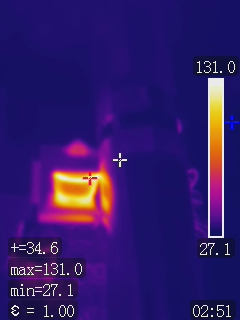 131.0
27.1
+=34.6
max=131.0
min=27.1
ε = 1.00
02:51